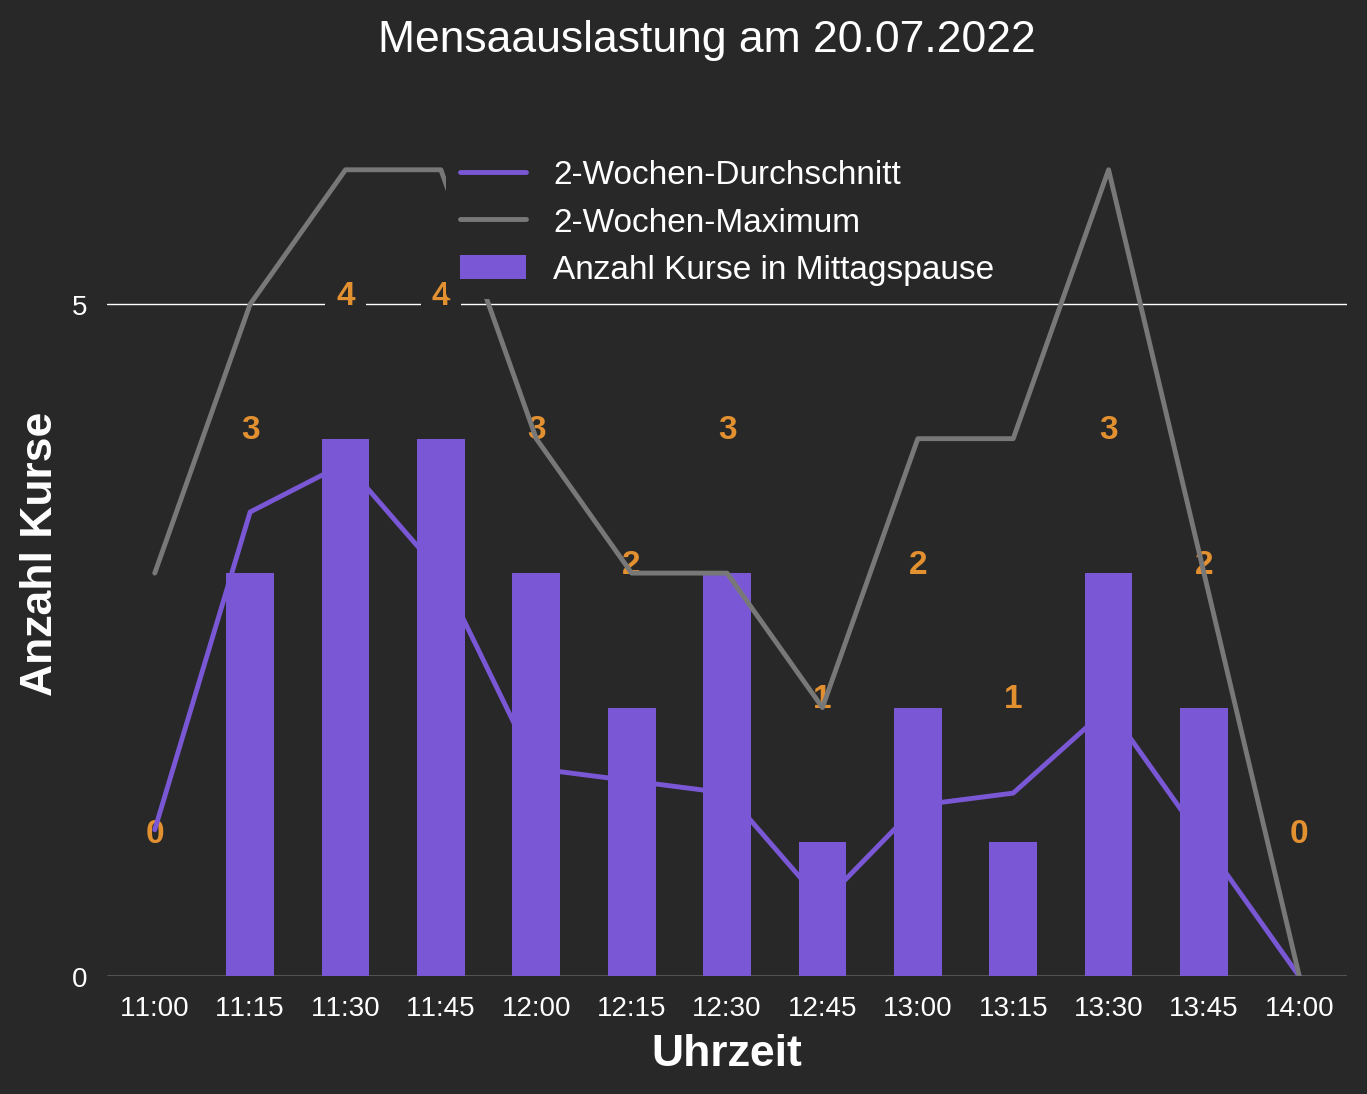 Mensaauslastung am 20.07.2022
2-Wochen-Durchschnitt
2-Wochen-Maximum
Anzahl Kurse in Mittagspause
Anzahl Kurse
5
0
0
3
4
4
3
2
3
1
2
1
3
2
0
11:00 11:15 11:30 11:45 12:00 12:15 12:30 12:45 13:00 13:15 13:30 13:45 14:00
Uhrzeit